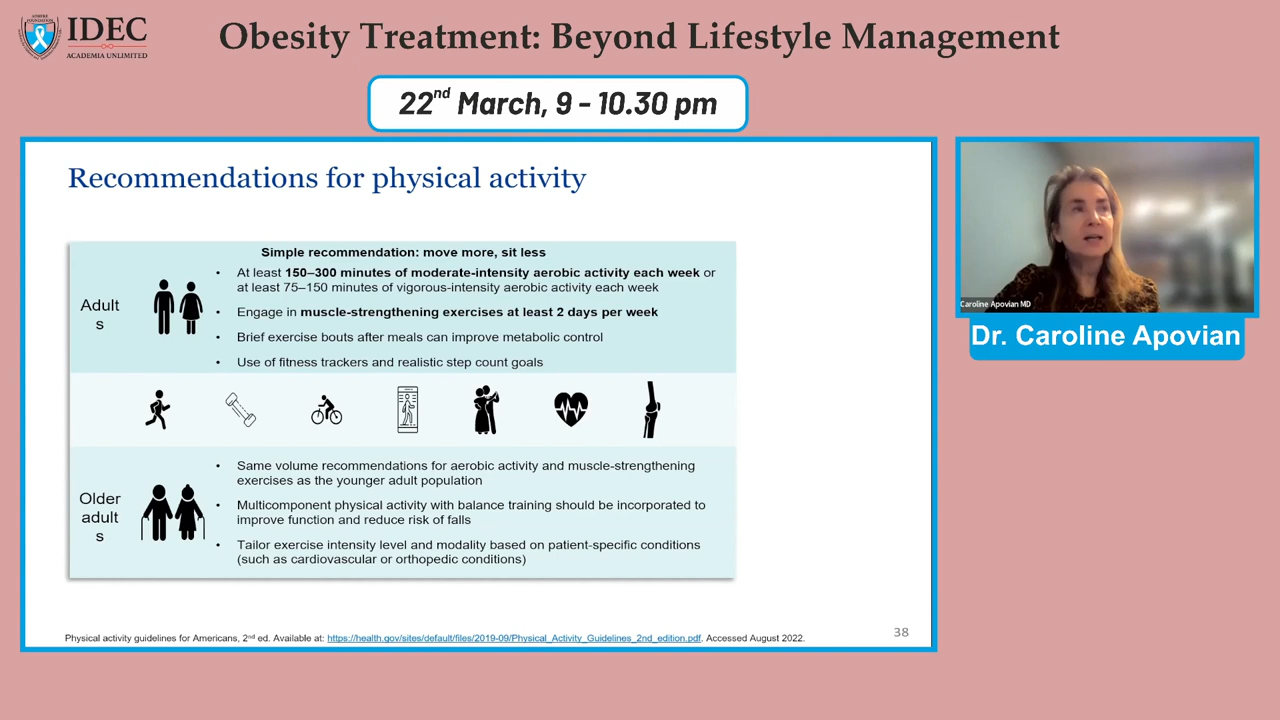 IDEC
ACADEMIA UNLIMITED
Obesity Treatment: Beyond Lifestyle Management
22nd March, 9 - 10.30 pm
Recommendations for physical activity
Simple recommendation: move more, sit less
Adult
s
• At least 150–300 minutes of moderate-intensity aerobic activity each week or
at least 75–150 minutes of vigorous-intensity aerobic activity each week
• Engage in muscle-strengthening exercises at least 2 days per week
• Brief exercise bouts after meals can improve metabolic control
• Use of fitness trackers and realistic step count goals
Older
adult
s
• Same volume recommendations for aerobic activity and muscle-strengthening
exercises as the younger adult population
• Multicomponent physical activity with balance training should be incorporated to
improve function and reduce risk of falls
• Tailor exercise intensity level and modality based on patient-specific conditions
(such as cardiovascular or orthopedic conditions)
Physical activity guidelines for Americans, 2nd ed. Available at: https://health.gov/sites/default/files/2019-09/Physical_Activity_Guidelines_2nd_edition.pdf. Accessed August 2022.
38
Caroline Apovian MD
Dr. Caroline Apovian